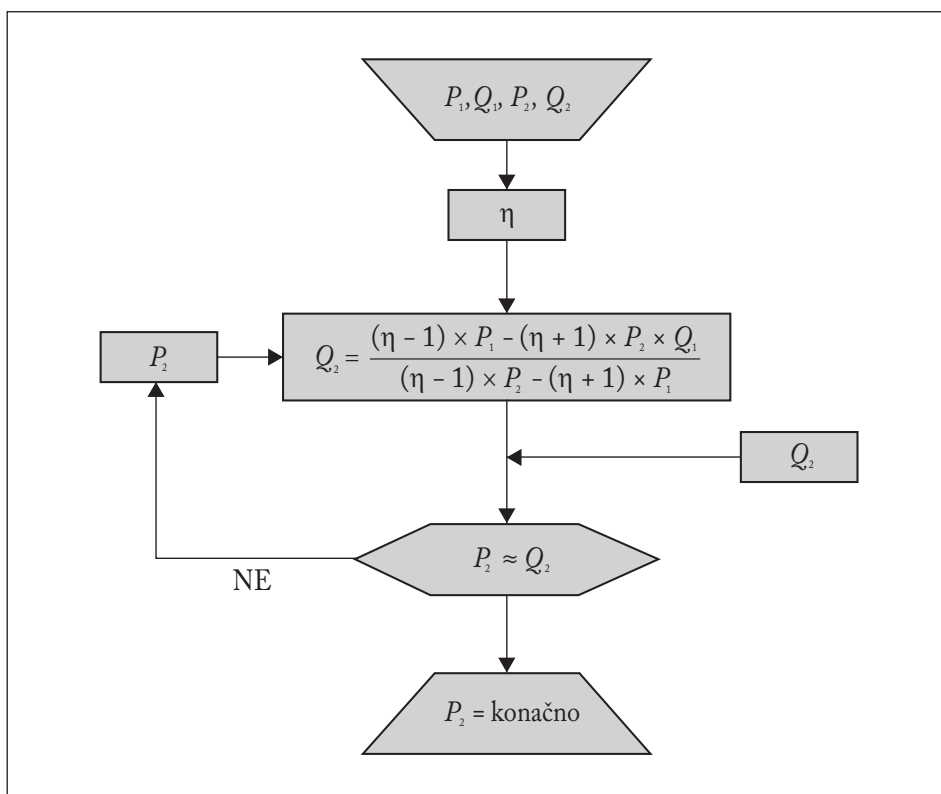 P₁, Q₁, P₂, Q₂
η
P₂
Q₂ = (η – 1) × P₁ – (η + 1) × P₂ × Q₁
(η – 1) × P₂ – (η + 1) × P₁
Q₂
P₂ ≈ Q₂
NE
P₂ = konačno